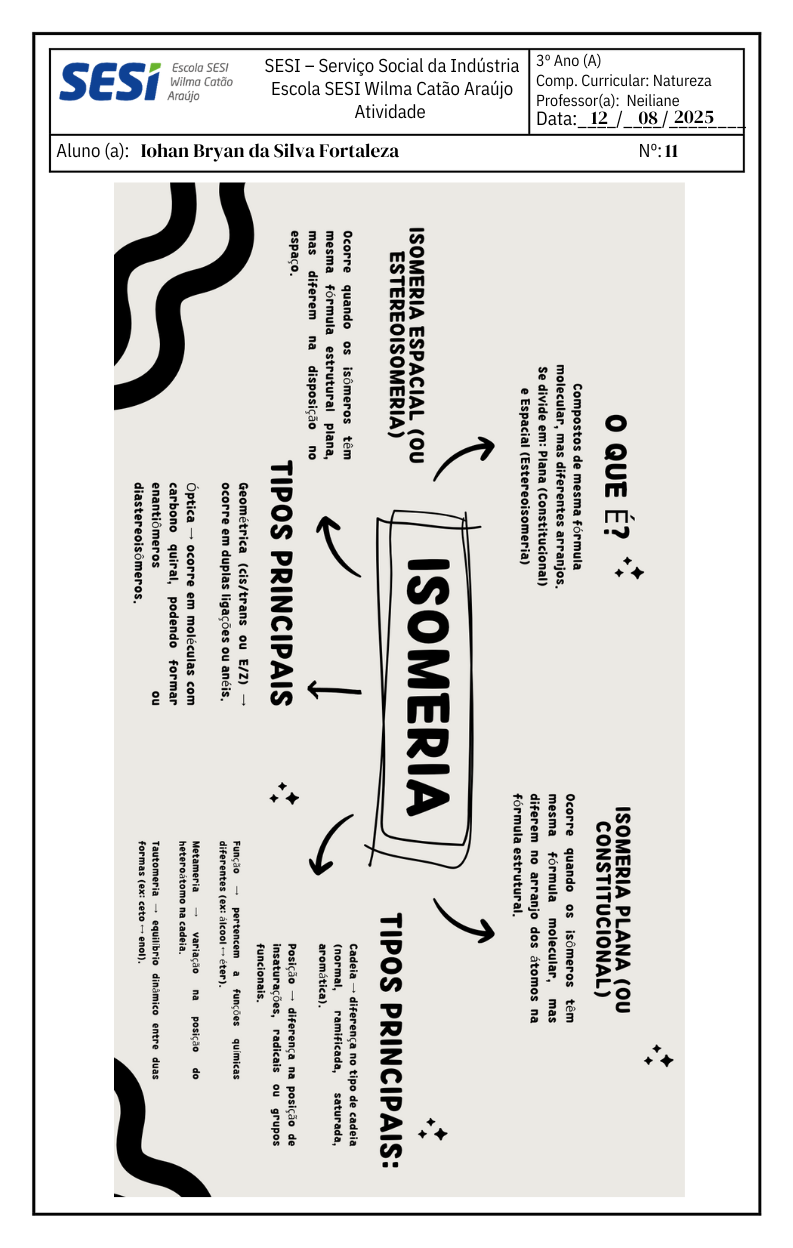 SESI
Escola SESI
Wilma Catão
Araújo
SESI – Serviço Social da Indústria
Escola SESI Wilma Catão Araújo
Atividade
3º Ano (A)
Comp. Curricular: Natureza
Professor(a): Neiliane
Data: 12 / 08 / 2025
Aluno (a): Iohan Bryan da Silva Fortaleza Nº: 11
O QUE É?
Compostos de mesma fórmula
molecular, mas diferentes arranjos.
Se divide em: Plana (Constitucional)
e Espacial (Estereoisomeria)
ISOMERIA PLANA (OU
CONSTITUCIONAL)
Ocorre quando os isômeros têm
mesma fórmula molecular, mas
diferem no arranjo dos átomos na
fórmula estrutural.
ISOMERIA
ISOMERIA ESPACIAL (OU
ESTEREOISOMERIA)
Ocorre quando os isômeros têm
mesma fórmula estrutural plana,
mas diferem na disposição no
espaço.
TIPOS PRINCIPAIS
Geométrica (cis/trans ou E/Z) →
ocorre em duplas ligações ou anéis.
Óptica → ocorre em moléculas com
carbono quiral, podendo formar
enantiômeros ou
diastereoisômeros.
TIPOS PRINCIPAIS:
Cadeia → diferença no tipo de cadeia
(normal, ramificada, saturada,
aromática).
Posição → diferença na posição de
insaturações, radicais ou grupos
funcionais.
Função → pertencem a funções químicas
diferentes (ex: álcool ↔ éter).
Metameria → variação na posição do
heteroátomo na cadeia.
Tautomeria → equilíbrio dinâmico entre duas
formas (ex: ceto ↔ enol).